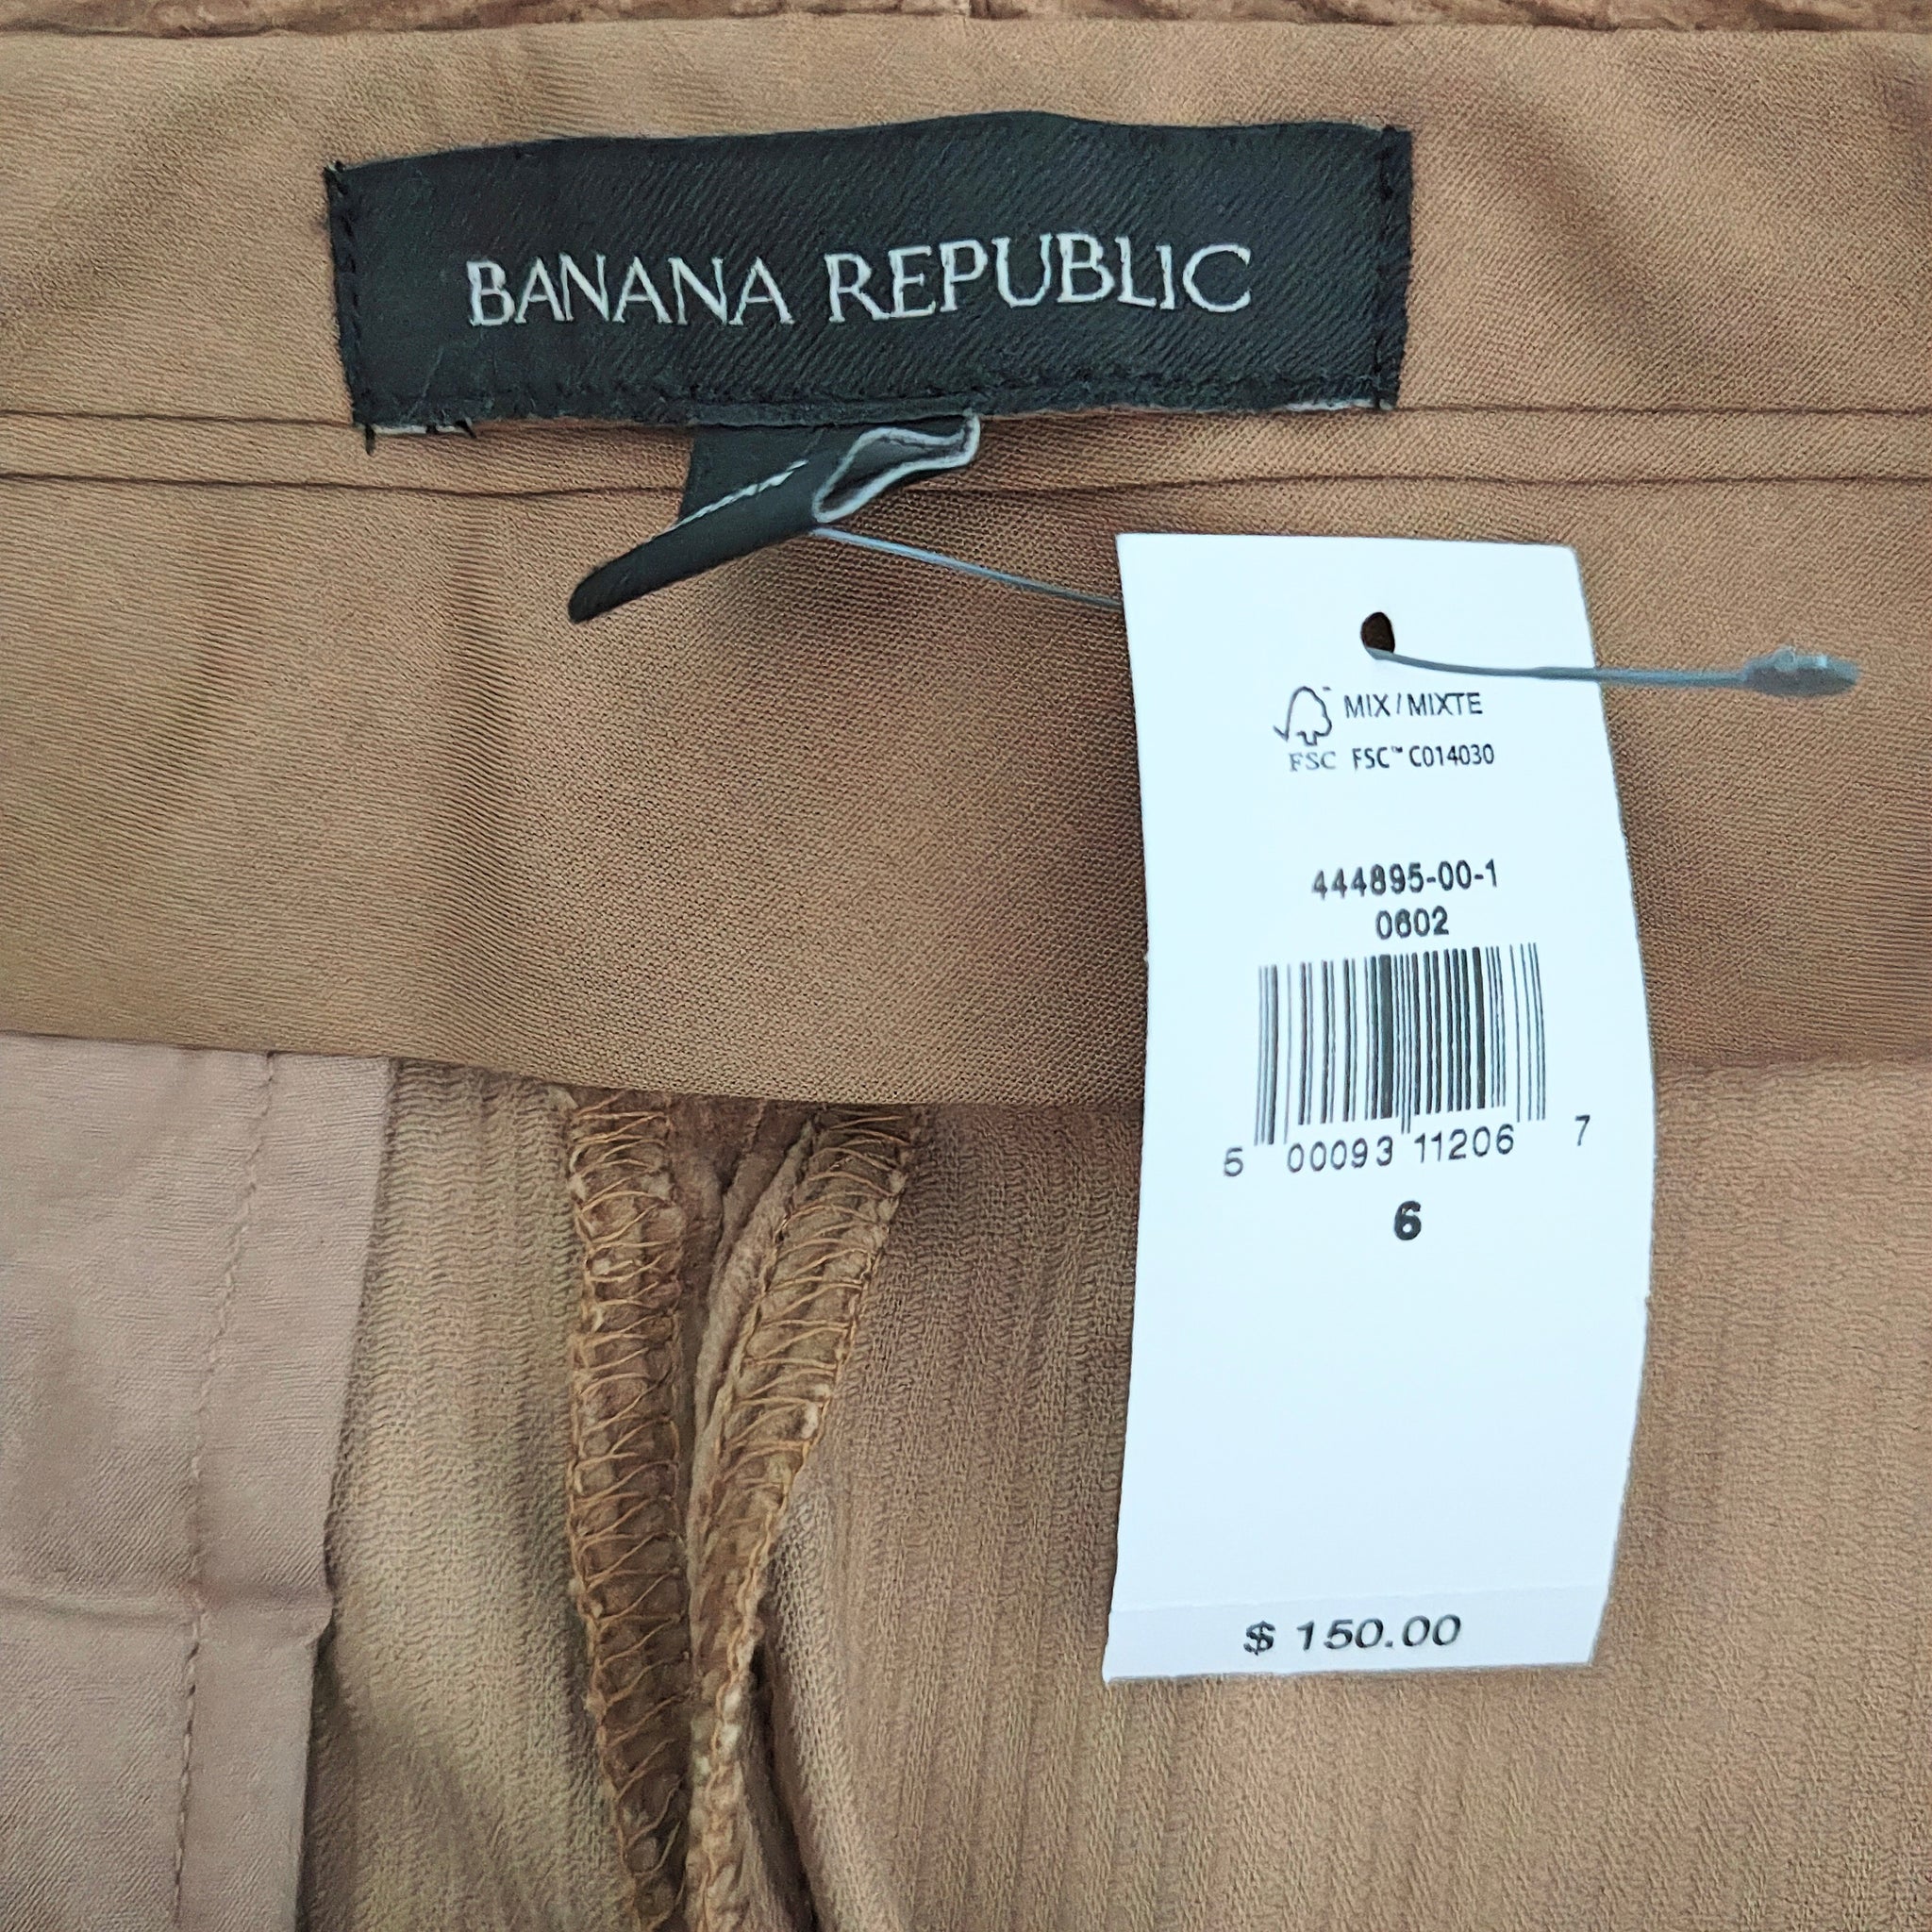 BANANA REPUBLIC
MIX / MIXTE
FSC FSC™ C014030
444895-00-1
0602
5 00093 11206 7
6
$ 150.00